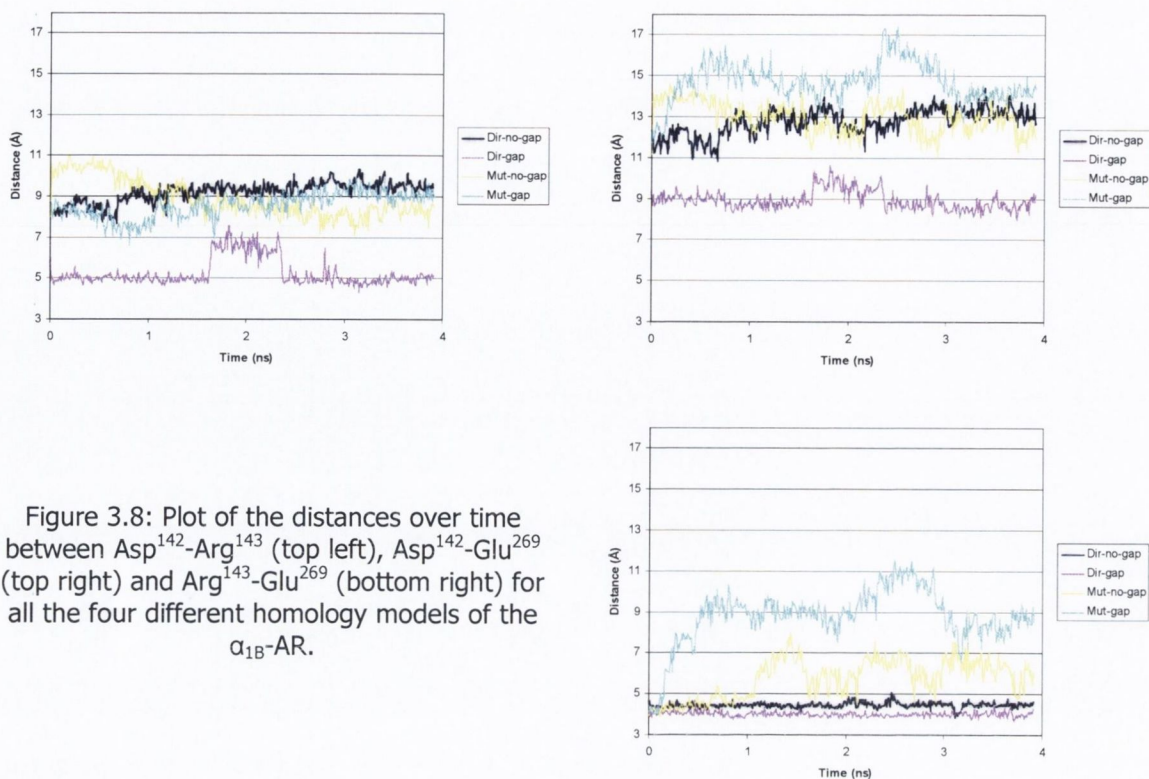 17
15
13
11
9
7
5
3
Distance (Å)
0 1 2 3 4
Time (ns)
Dir-no-gap
Dir-gap
Mut-no-gap
Mut-gap
17
15
13
11
9
7
5
3
Distance (Å)
0 1 2 3 4
Time (ns)
Dir-no-gap
Dir-gap
Mut-no-gap
Mut-gap
Figure 3.8: Plot of the distances over time
between Asp¹⁴²-Arg¹⁴³ (top left), Asp¹⁴²-Glu²⁶⁹
(top right) and Arg¹⁴³-Glu²⁶⁹ (bottom right) for
all the four different homology models of the
α₁B-AR.
17
15
13
11
9
7
5
3
Distance (Å)
0 1 2 3 4
Time (ns)
Dir-no-gap
Dir-gap
Mut-no-gap
Mut-gap